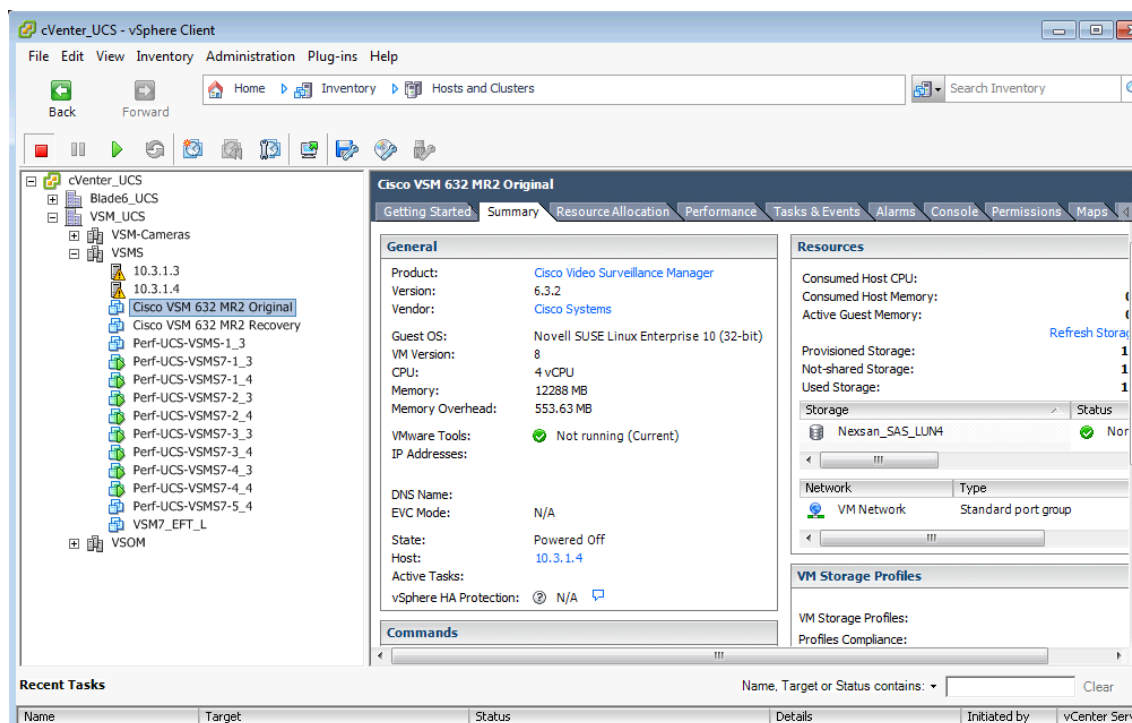 cVenter_UCS - vSphere Client
File Edit View Inventory Administration Plug-ins Help
Back
Forward
Home
Inventory
Hosts and Clusters
Search Inventory
cVenter_UCS
Blade6_UCS
VSM_UCS
VSM-Cameras
VSMS
10.3.1.3
10.3.1.4
Cisco VSM 632 MR2 Original
Cisco VSM 632 MR2 Recovery
Perf-UCS-VSMS-1_3
Perf-UCS-VSMS7-1_3
Perf-UCS-VSMS7-1_4
Perf-UCS-VSMS7-2_3
Perf-UCS-VSMS7-2_4
Perf-UCS-VSMS7-3_3
Perf-UCS-VSMS7-3_4
Perf-UCS-VSMS7-4_3
Perf-UCS-VSMS7-4_4
Perf-UCS-VSMS7-5_4
VSM7_EFT_L
VSOM
Cisco VSM 632 MR2 Original
Getting Started Summary Resource Allocation Performance Tasks & Events Alarms Console Permissions Maps
General
Product: Cisco Video Surveillance Manager
Version: 6.3.2
Vendor: Cisco Systems
Guest OS: Novell SUSE Linux Enterprise 10 (32-bit)
VM Version: 8
CPU: 4 vCPU
Memory: 12288 MB
Memory Overhead: 553.63 MB
VMware Tools: Not running (Current)
IP Addresses:
DNS Name:
EVC Mode: N/A
State: Powered Off
Host: 10.3.1.4
Active Tasks:
vSphere HA Protection: N/A
Commands
Resources
Consumed Host CPU:
Consumed Host Memory:
Active Guest Memory:
Refresh Storag
Provisioned Storage: 1
Not-shared Storage: 1
Used Storage: 1
Storage Status
Nexsan_SAS_LUN4 Nor
Network Type
VM Network Standard port group
VM Storage Profiles
VM Storage Profiles:
Profiles Compliance:
Recent Tasks
Name, Target or Status contains:
Clear
Name Target Status Details Initiated by vCenter Serv